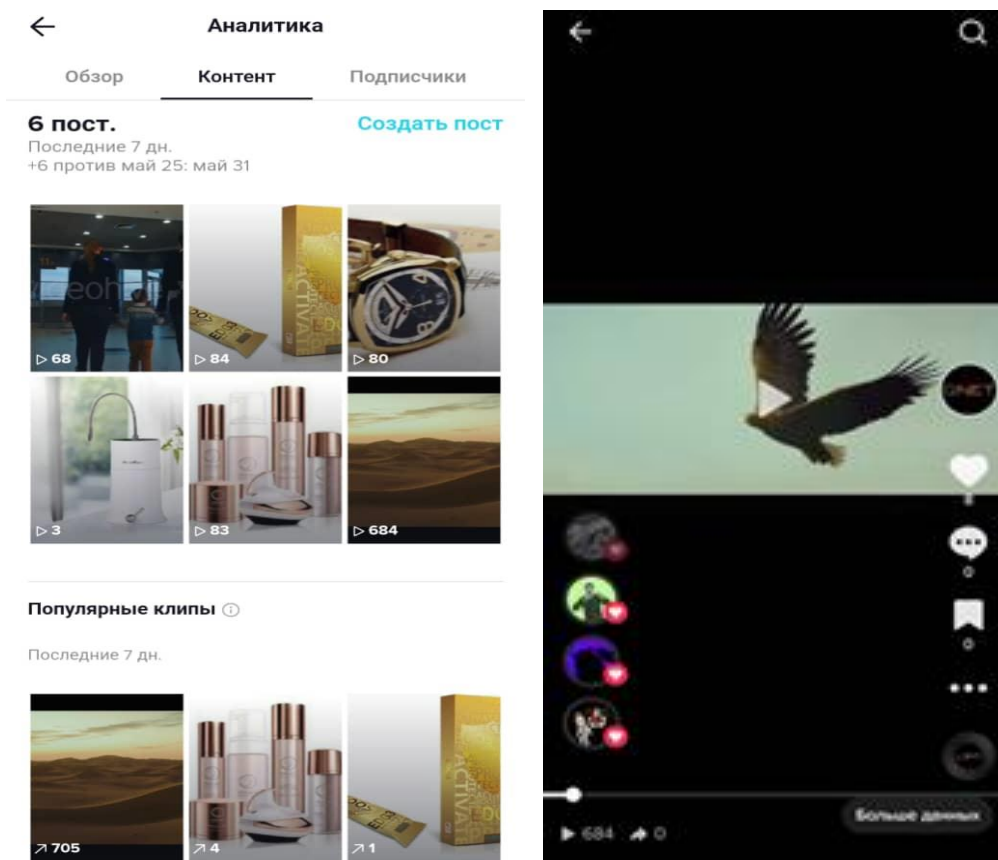 Аналитика
Обзор
Контент
Подписчики
6 пост.
Создать пост
Последние 7 дн.
+6 против май 25: май 31
68
84
80
3
83
684
Популярные клипы
Последние 7 дн.
705
4
1
0
0
Больше данных
684
0